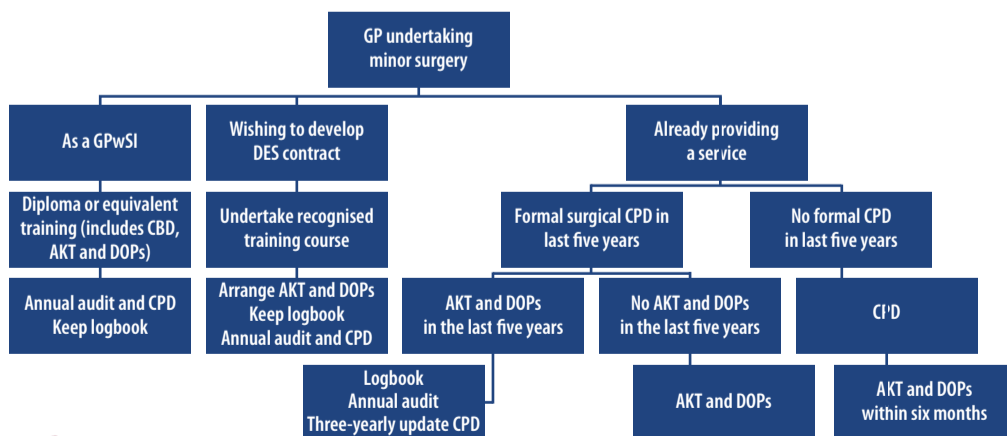 GP undertaking
minor surgery
As a GPwSI
Wishing to develop
DES contract
Already providing
a service
Diploma or equivalent
training (includes CBD,
AKT and DOPs)
Undertake recognised
training course
Formal surgical CPD in
last five years
No formal CPD
in last five years
Annual audit and CPD
Keep logbook
Arrange AKT and DOPs
Keep logbook
Annual audit and CPD
AKT and DOPs
in the last five years
No AKT and DOPs
in the last five years
CPD
Logbook
Annual audit
Three-yearly update CPD
AKT and DOPs
AKT and DOPs
within six months